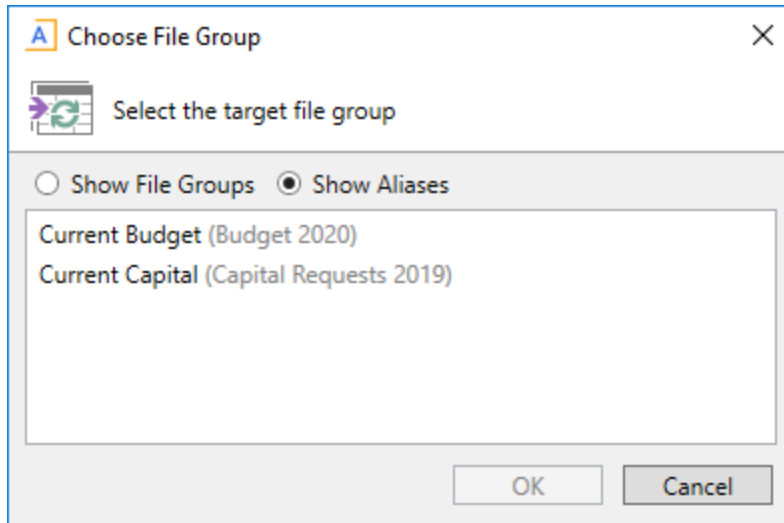 A Choose File Group
Select the target file group
Show File Groups Show Aliases
Current Budget (Budget 2020)
Current Capital (Capital Requests 2019)
OK Cancel